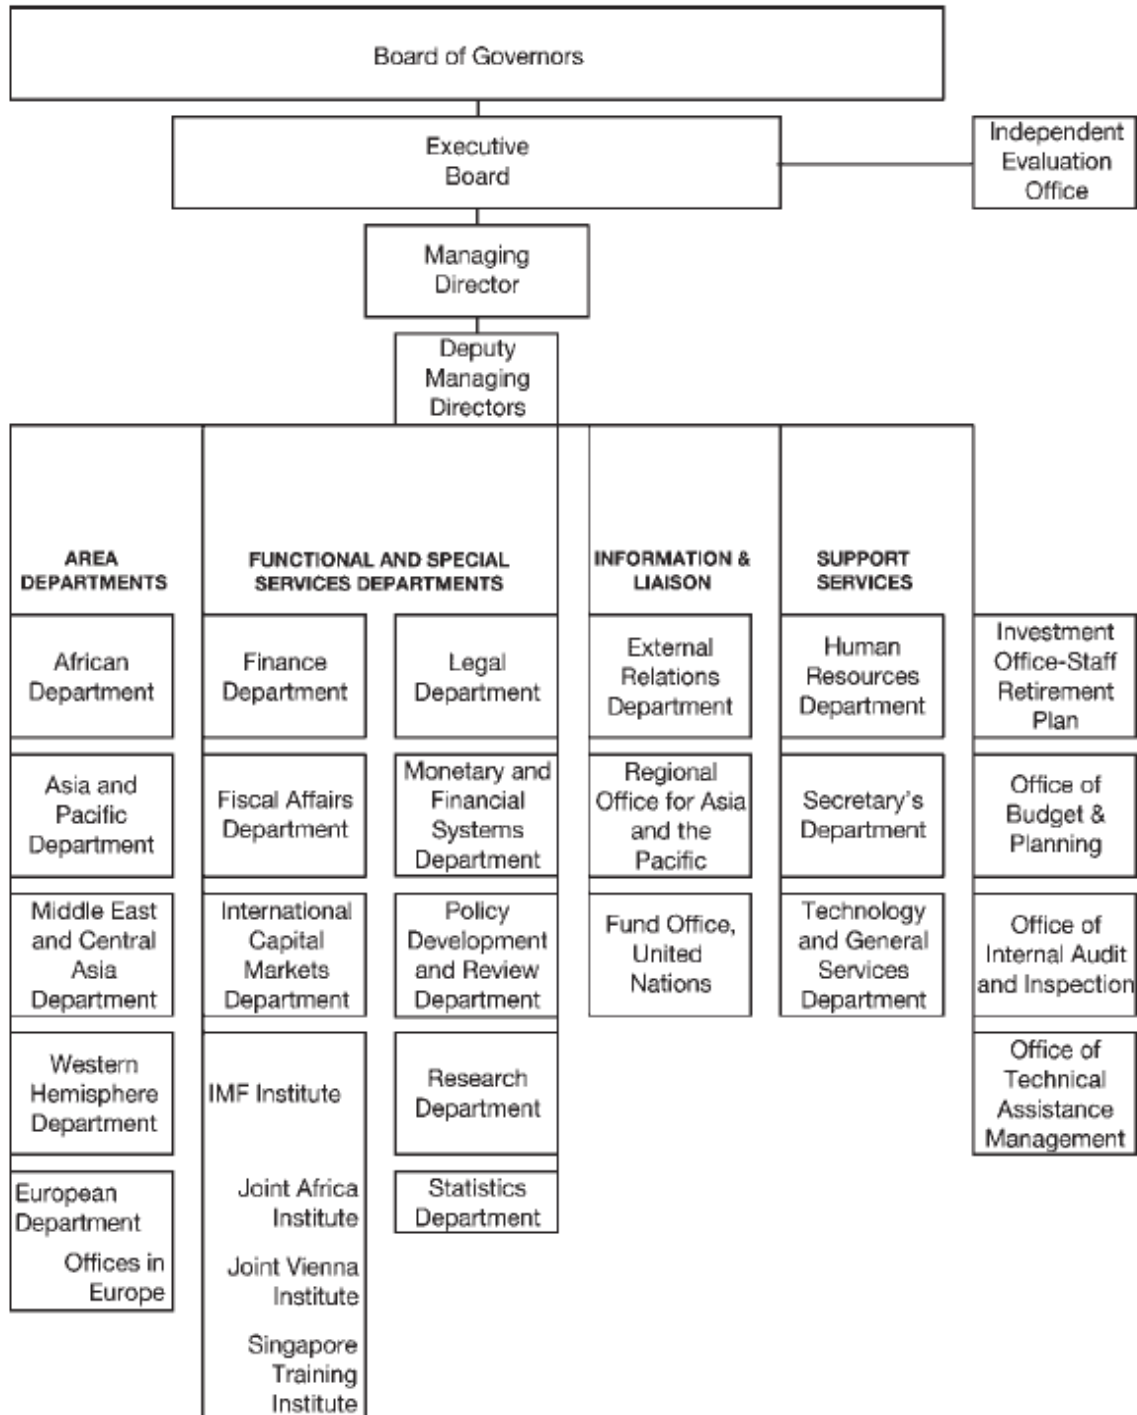 Board of Governors
Executive
Board
Independent
Evaluation
Office
Managing
Director
Deputy
Managing
Directors
AREA
DEPARTMENTS
FUNCTIONAL AND SPECIAL
SERVICES DEPARTMENTS
INFORMATION &
LIAISON
SUPPORT
SERVICES
African
Department
Finance
Department
Legal
Department
External
Relations
Department
Human
Resources
Department
Investment
Office-Staff
Retirement
Plan
Asia and
Pacific
Department
Fiscal Affairs
Department
Monetary and
Financial
Systems
Department
Regional
Office for Asia
and the
Pacific
Secretary's
Department
Office of
Budget &
Planning
Middle East
and Central
Asia
Department
International
Capital
Markets
Department
Policy
Development
and Review
Department
Fund Office,
United
Nations
Technology
and General
Services
Department
Office of
Internal Audit
and Inspection
Western
Hemisphere
Department
IMF Institute
Research
Department
Office of
Technical
Assistance
Management
European
Department
Offices in
Europe
Joint Africa
Institute
Joint Vienna
Institute
Singapore
Training
Institute
Statistics
Department